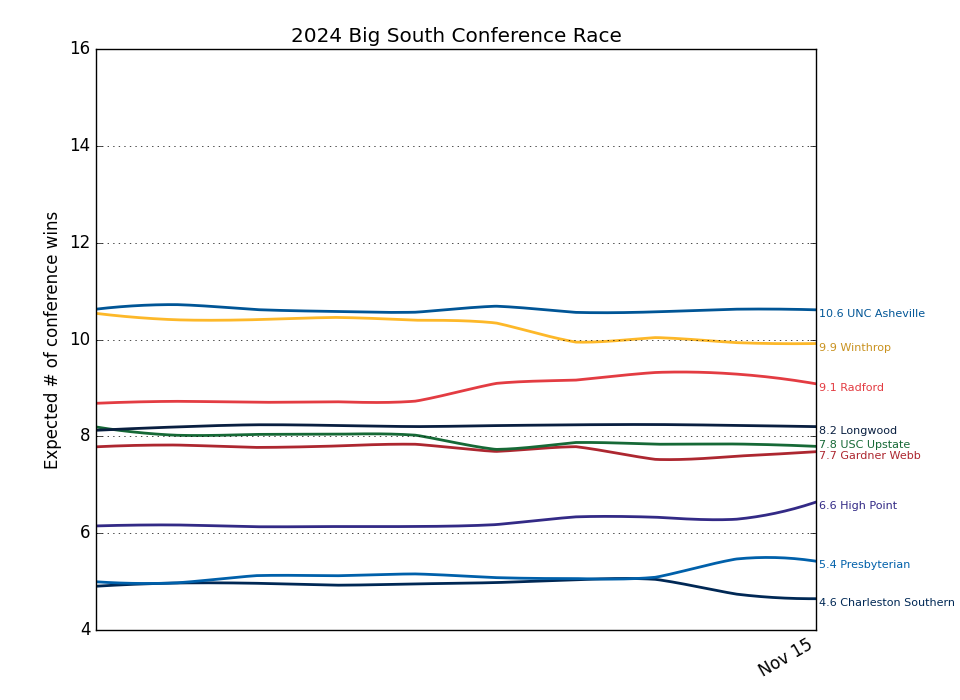 2024 Big South Conference Race
Expected # of conference wins
16
14
12
10
8
6
4
10.6 UNC Asheville
9.9 Winthrop
9.1 Radford
8.2 Longwood
7.8 USC Upstate
7.7 Gardner Webb
6.6 High Point
5.4 Presbyterian
4.6 Charleston Southern
Nov 15